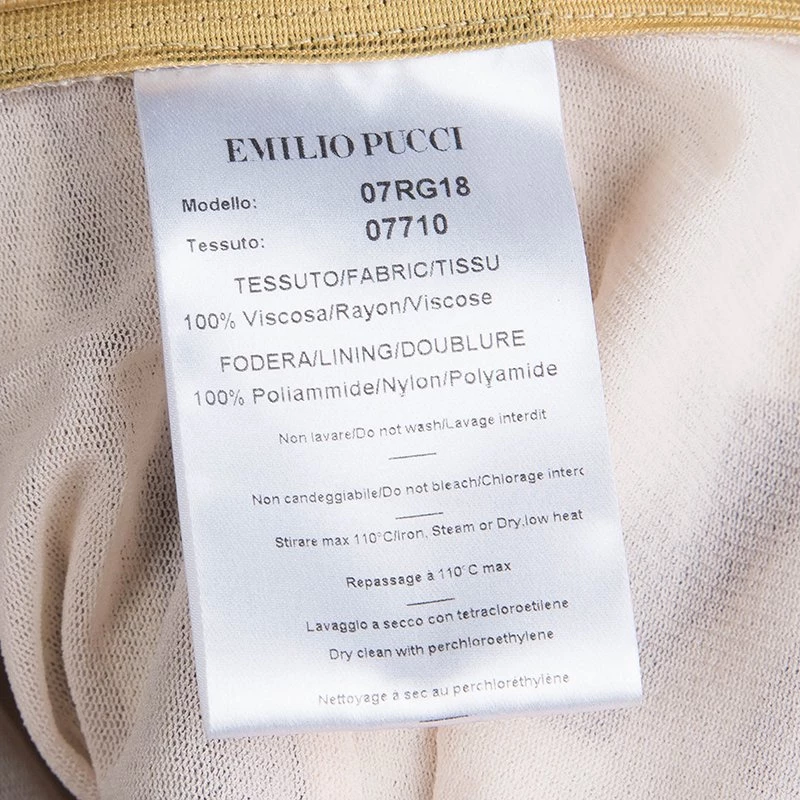 EMILIO PUCCI
Modello: 07RG18
Tessuto: 07710
TESSUTO/FABRIC/TISSU
100% Viscosa/Rayon/Viscose
FODERA/LINING/DOUBLURE
100% Poliammide/Nylon/Polyamide
Non lavare/Do not wash/Lavage interdit
Non candeggiabile/Do not bleach/Chlorage interc
Stirare max 110°C/Iron, Steam or Dry,low heat
Repassage à 110°C max
Lavaggio a secco con tetracloroetilene
Dry clean with perchloroethylene
Nettoyage à sec au perchloréthylène